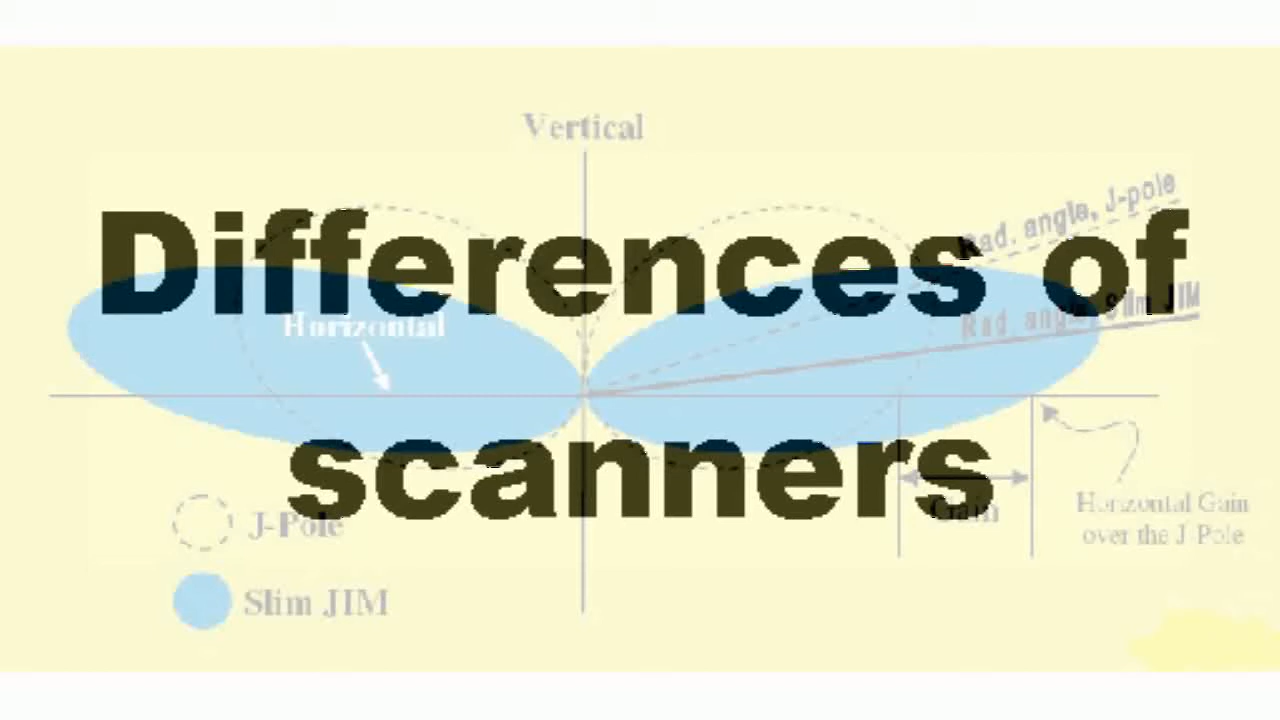 Vertical
Differences of
scanners
Rad. angle, J-pole
Rad. angle, Slim JIM
Horizontal
Gain
Horizontal Gain
over the J-Pole
J-Pole
Slim JIM